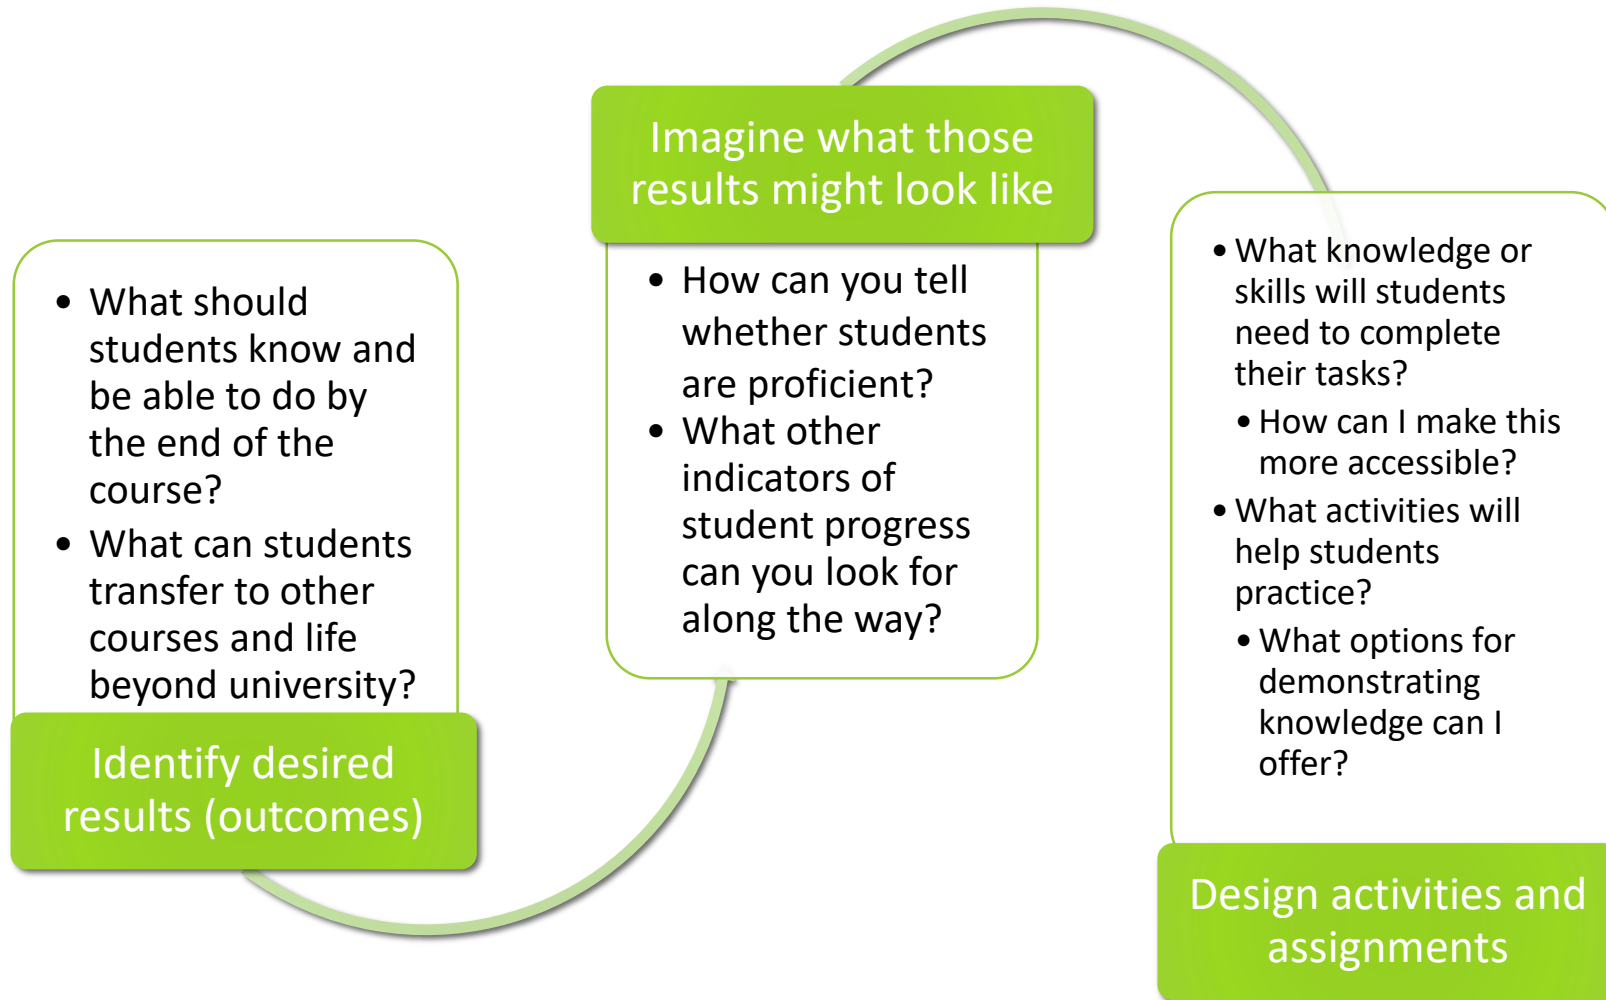 • What should
students know and
be able to do by
the end of the
course?
• What can students
transfer to other
courses and life
beyond university?
Identify desired
results (outcomes)
Imagine what those
results might look like
• How can you tell
whether students
are proficient?
• What other
indicators of
student progress
can you look for
along the way?
• What knowledge or
skills will students
need to complete
their tasks?
• How can I make this
more accessible?
• What activities will
help students
practice?
• What options for
demonstrating
knowledge can I
offer?
Design activities and
assignments